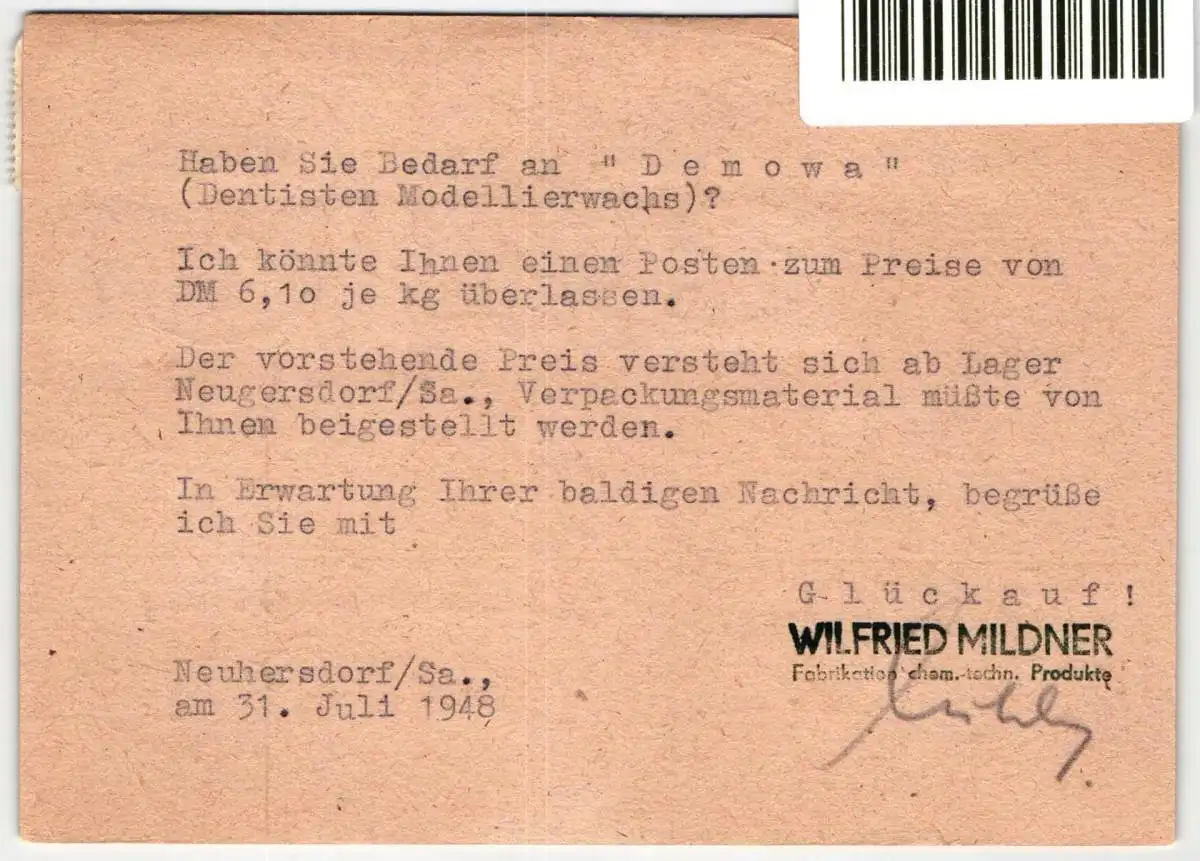 Haben Sie Bedarf an " D e m o w a "
(Dentisten Modellierwachs)?
Ich könnte Ihnen einen Posten zum Preise von
DM 6,10 je kg überlassen.
Der vorstehende Preis versteht sich ab Lager
Neugersdorf/Sa., Verpackungsmaterial müßte von
Ihnen beigestellt werden.
In Erwartung Ihrer baldigen Nachricht, begrüße
ich Sie mit
G l ü c k a u f !
WILFRIED MILDNER
Fabrikation chem.-techn. Produkte
Neuhersdorf/Sa.,
am 31. Juli 1948